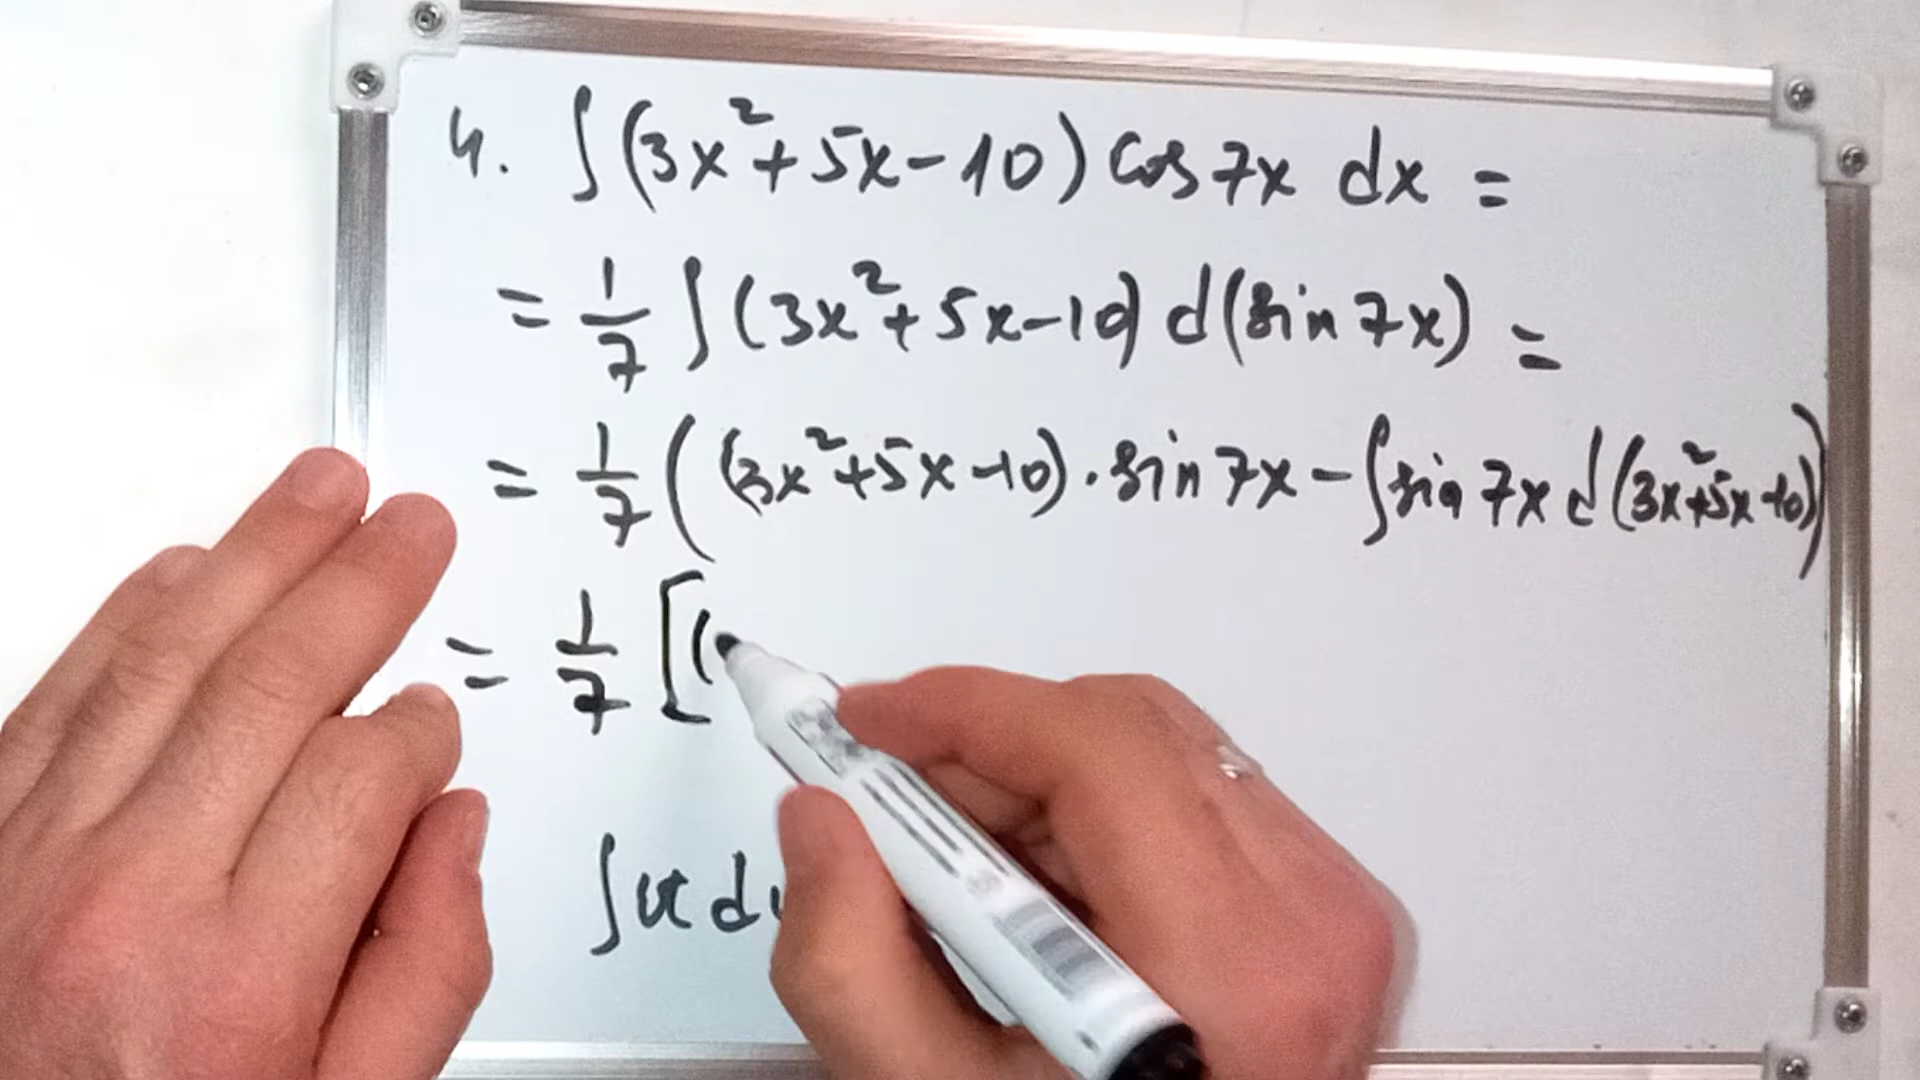 4. ∫(3x²+5x-10) cos 7x dx =
= 1/7 ∫(3x²+5x-10) d(sin 7x) =
= 1/7 ((3x²+5x-10)·sin 7x - ∫sin 7x d(3x²+5x-10))
= 1/7 [(
∫u d